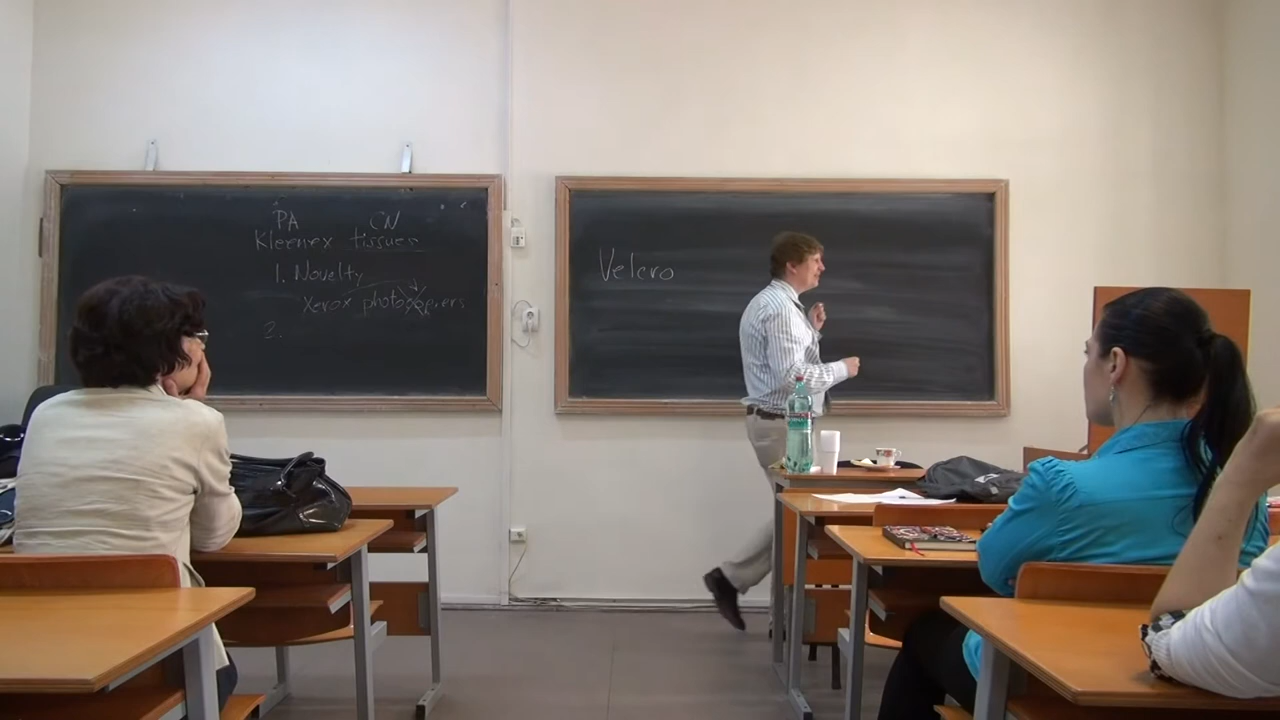 PA CN
Kleenex tissues
1. Novelty
Xerox photocopiers
2.
Velcro